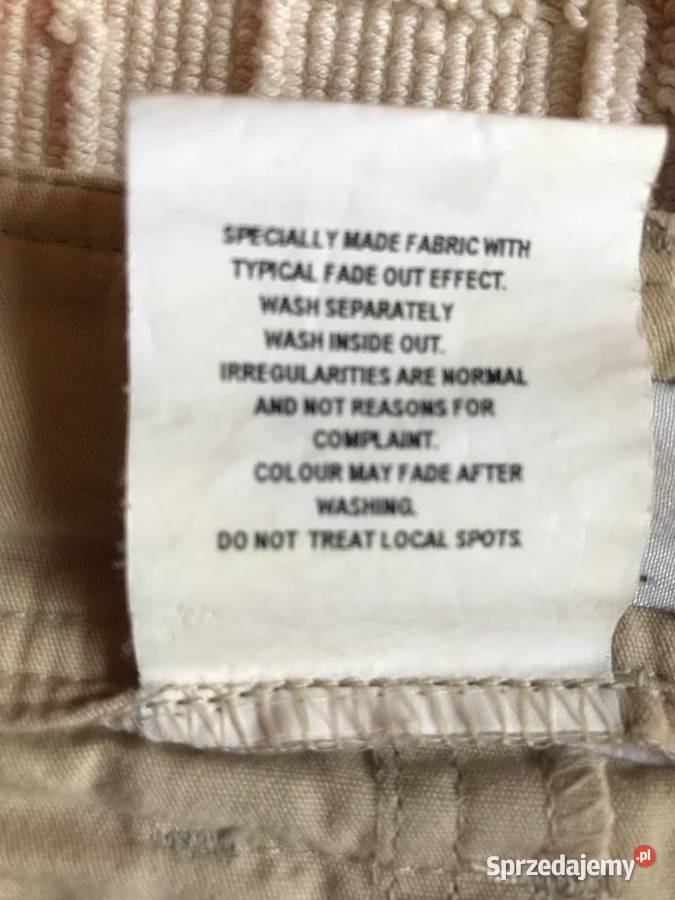 SPECIALLY MADE FABRIC WITH
TYPICAL FADE OUT EFFECT.
WASH SEPARATELY
WASH INSIDE OUT.
IRREGULARITIES ARE NORMAL
AND NOT REASONS FOR
COMPLAINT.
COLOUR MAY FADE AFTER
WASHING.
DO NOT TREAT LOCAL SPOTS.
Sprzedajemy.pl